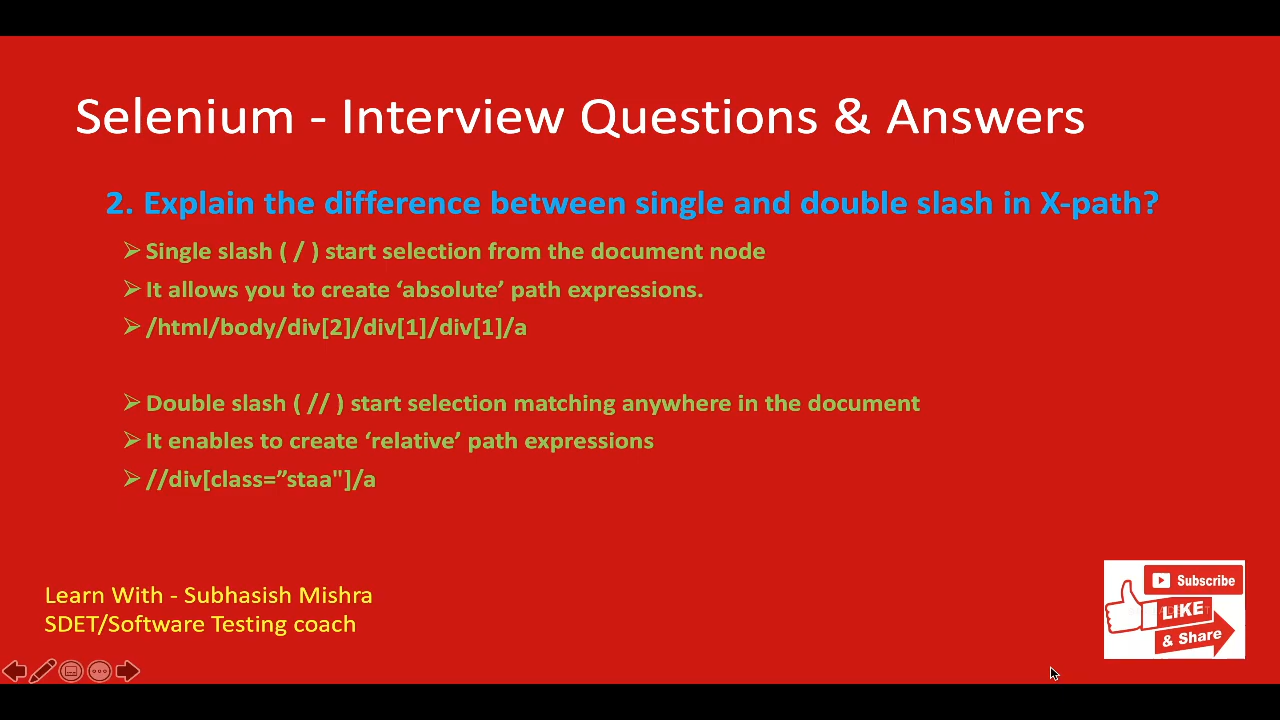 Selenium - Interview Questions & Answers
2. Explain the difference between single and double slash in X-path?
Single slash ( / ) start selection from the document node
It allows you to create ‘absolute’ path expressions.
/html/body/div[2]/div[1]/div[1]/a
Double slash ( // ) start selection matching anywhere in the document
It enables to create ‘relative’ path expressions
//div[class=”staa"]/a
Learn With - Subhasish Mishra
SDET/Software Testing coach
Subscribe
LIKE
& Share